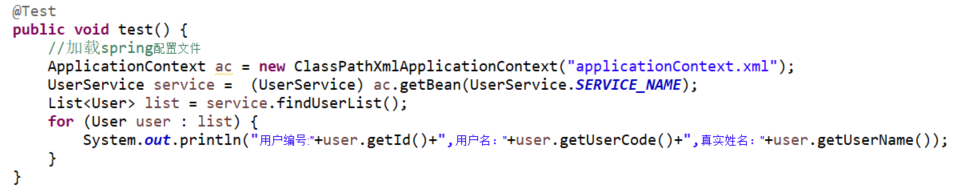 @Test
public void test() {
//加载spring配置文件
ApplicationContext ac = new ClassPathXmlApplicationContext("applicationContext.xml");
UserService service =  (UserService) ac.getBean(UserService.SERVICE_NAME);
List<User> list = service.findUserList();
for (User user : list) {
System.out.println("用户编号:"+user.getId()+",用户名："+user.getUserCode()+",真实姓名："+user.getUserName());
}
}